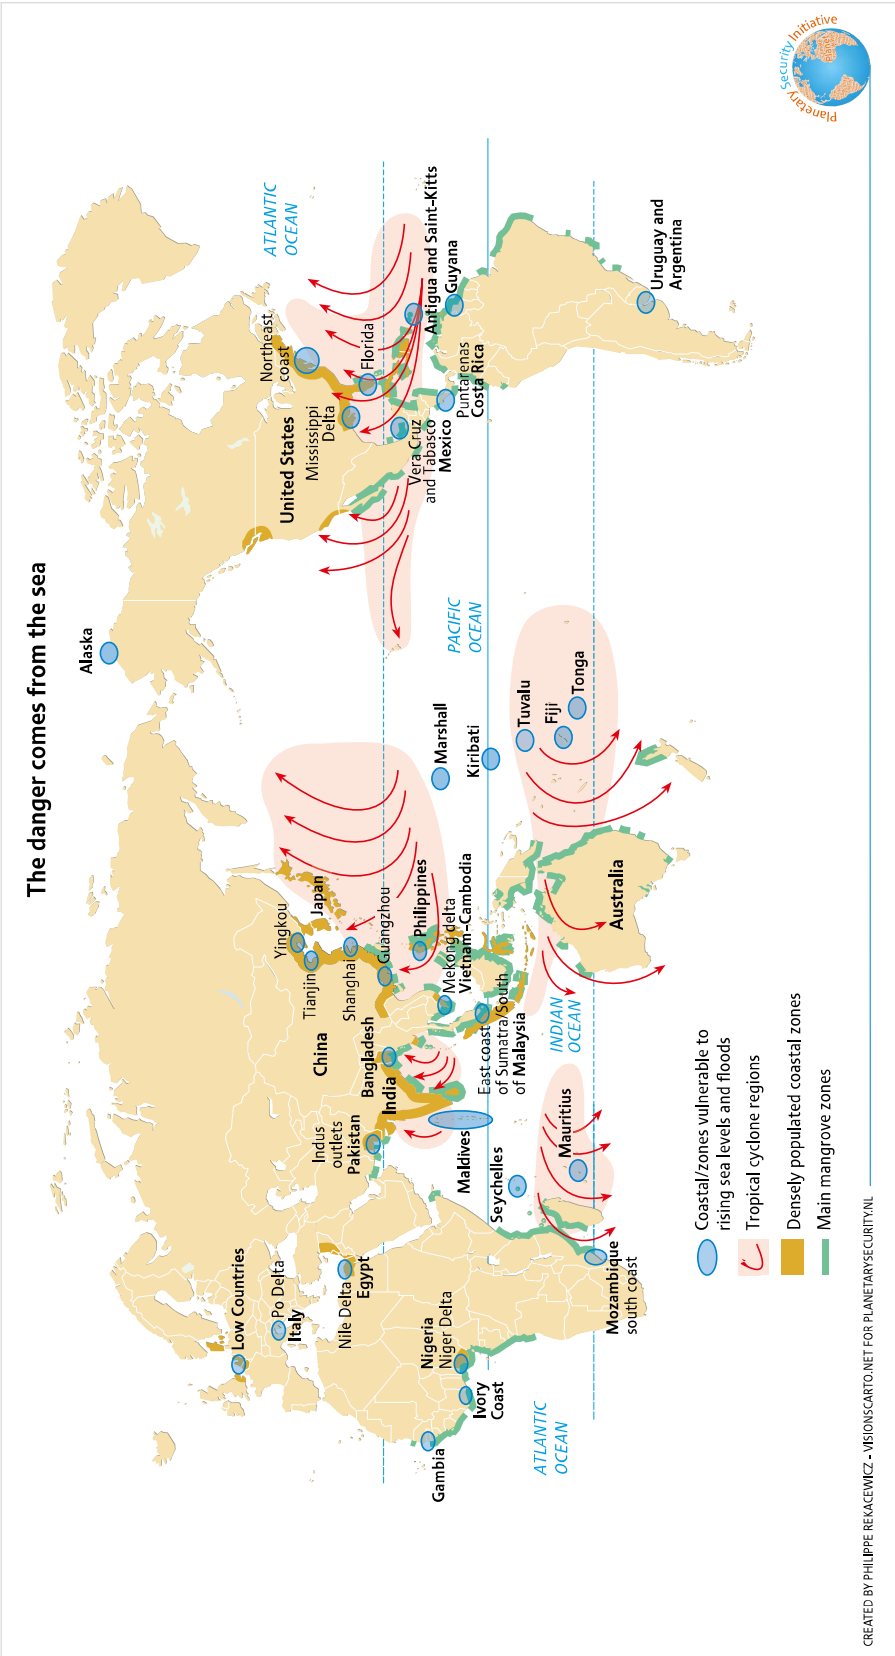 The danger comes from the sea
Planetary Security Initiative
Alaska
United States
Northeast
coast
Mississippi
Delta
Florida
ATLANTIC
OCEAN
Vera Cruz
and Tabasco
Mexico
Antigua and Saint-Kitts
Guyana
Puntarenas
Costa Rica
Uruguay and
Argentina
PACIFIC
OCEAN
Marshall
Kiribati
Tuvalu
Fiji
Tonga
Yingkou
Japan
Tianjin
Shanghai
Guangzhou
China
Philippines
Mekong delta
Vietnam-Cambodia
Bangladesh
India
East coast
of Sumatra/South
of Malaysia
Australia
INDIAN
OCEAN
Indus
outlets
Pakistan
Maldives
Seychelles
Mauritius
Low Countries
Po Delta
Italy
Nile Delta
Egypt
Nigeria
Niger Delta
Ivory
Coast
Gambia
Mozambique
south coast
ATLANTIC
OCEAN
Coastal/zones vulnerable to
rising sea levels and floods
Tropical cyclone regions
Densely populated coastal zones
Main mangrove zones
CREATED BY PHILIPPE REKACEWICZ – VISIONSCARTO.NET FOR PLANETARYSECURITY.NL